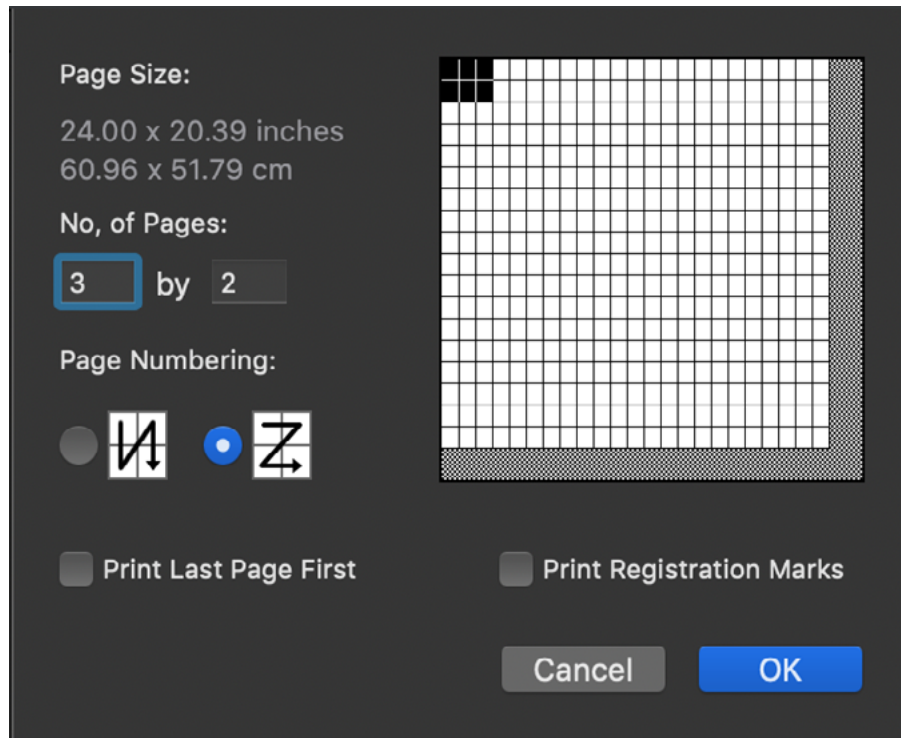 Page Size:
24.00 x 20.39 inches
60.96 x 51.79 cm
No, of Pages:
3 by 2
Page Numbering:
Print Last Page First
Print Registration Marks
Cancel
OK